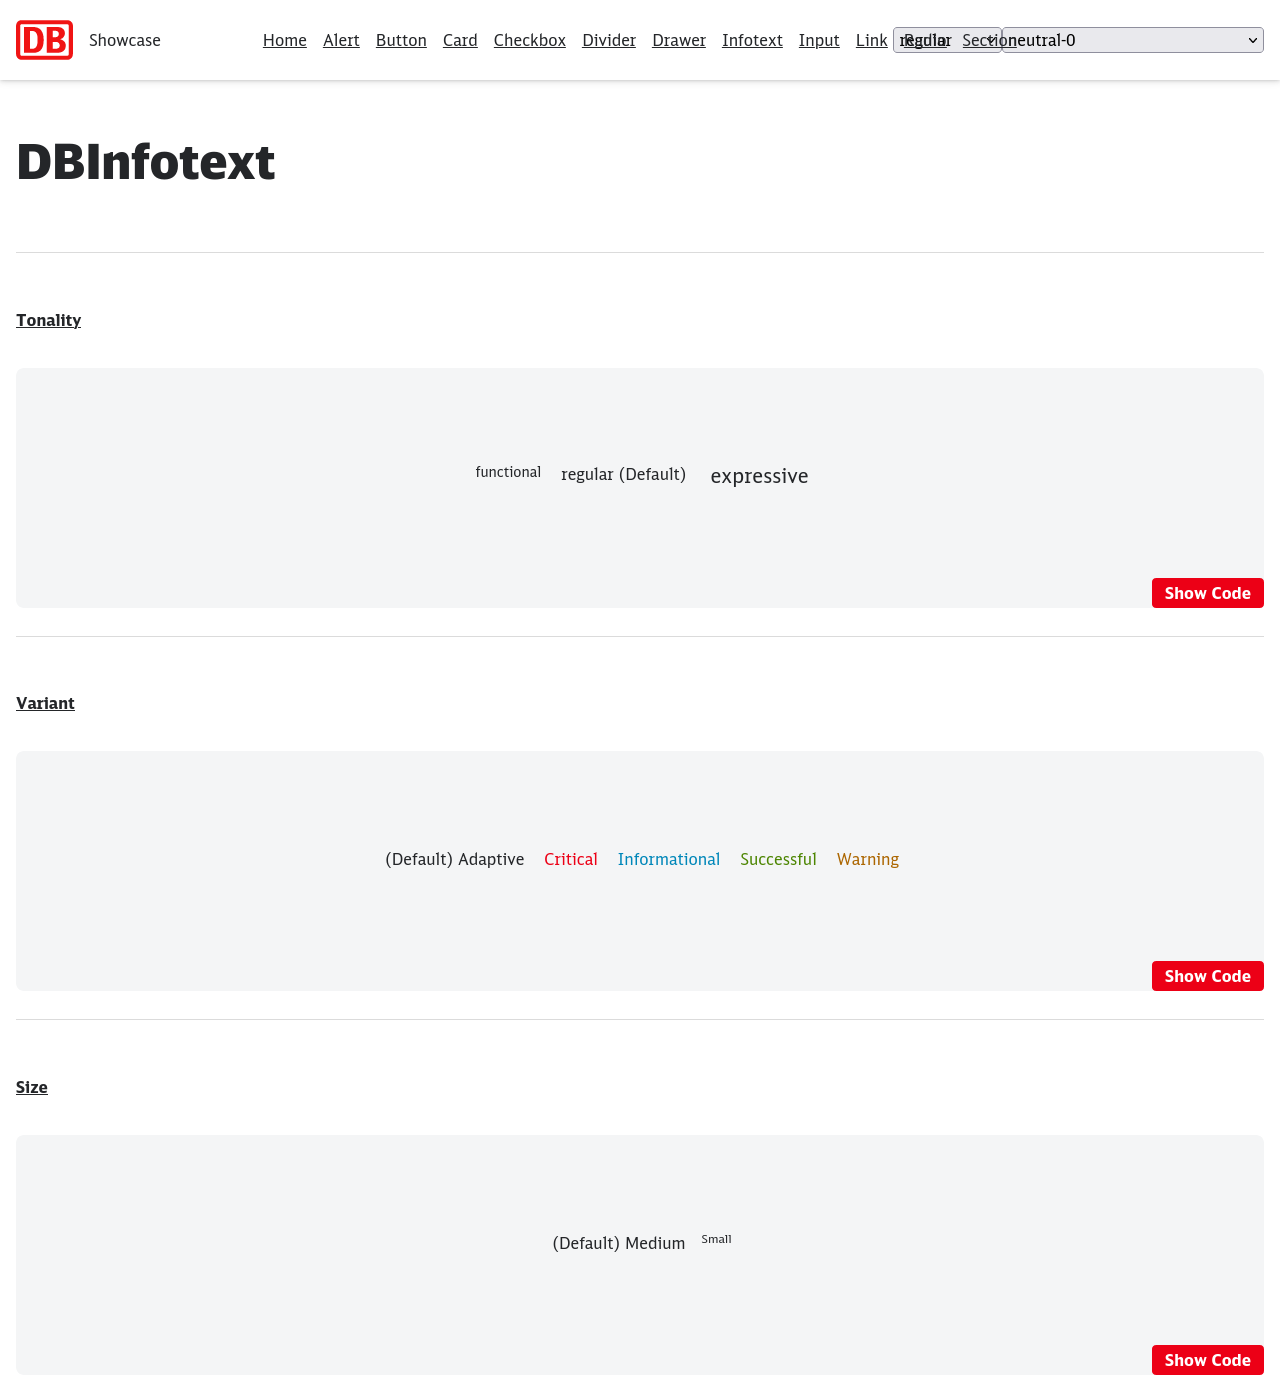 DB Showcase Home Alert Button Card Checkbox Divider Drawer Infotext Input Link Radio Section regular neutral-0
DBInfotext
Tonality
functional regular (Default) expressive
Show Code
Variant
(Default) Adaptive Critical Informational Successful Warning
Show Code
Size
(Default) Medium Small
Show Code